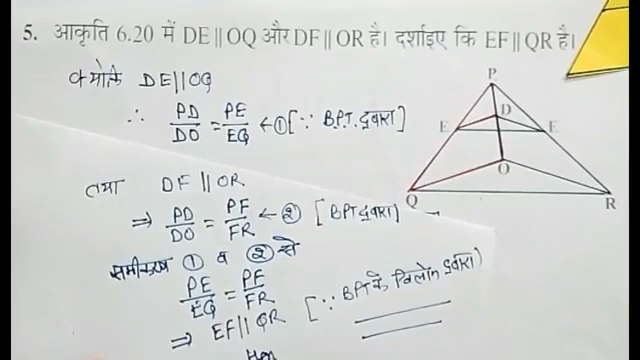 5. आकृति 6.20 में DE||OQ और DF||OR है। दर्शाइए कि EF||QR है।
क्योंकि DE||OQ
∴ PD/DO = PE/EQ ← ① [∵ B.P.T. द्वारा]
तथा DF||OR
⇒ PD/DO = PF/FR ← ② [BPT द्वारा]
समीकरण ① व ② से
PE/EQ = PF/FR
⇒ EF||QR [∵ BPT के विलोम द्वारा]
P
D
E F
O
Q R